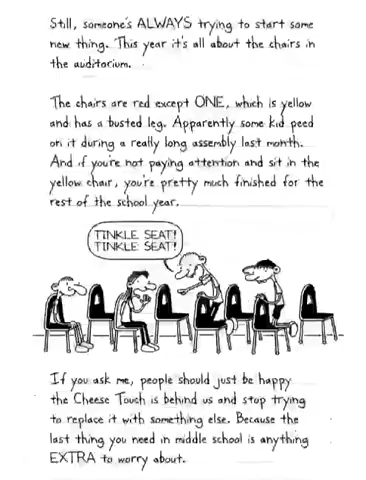 Still, someone's ALWAYS trying to start some
new thing. This year it's all about the chairs in
the auditorium.
The chairs are red except ONE, which is yellow
and has a busted leg. Apparently some kid peed
on it during a really long assembly last month.
And if you're not paying attention and sit in the
yellow chair, you're pretty much finished for the
rest of the school year.
TINKLE SEAT!
TINKLE SEAT!
If you ask me, people should just be happy
the Cheese Touch is behind us and stop trying
to replace it with something else. Because the
last thing you need in middle school is anything
EXTRA to worry about.